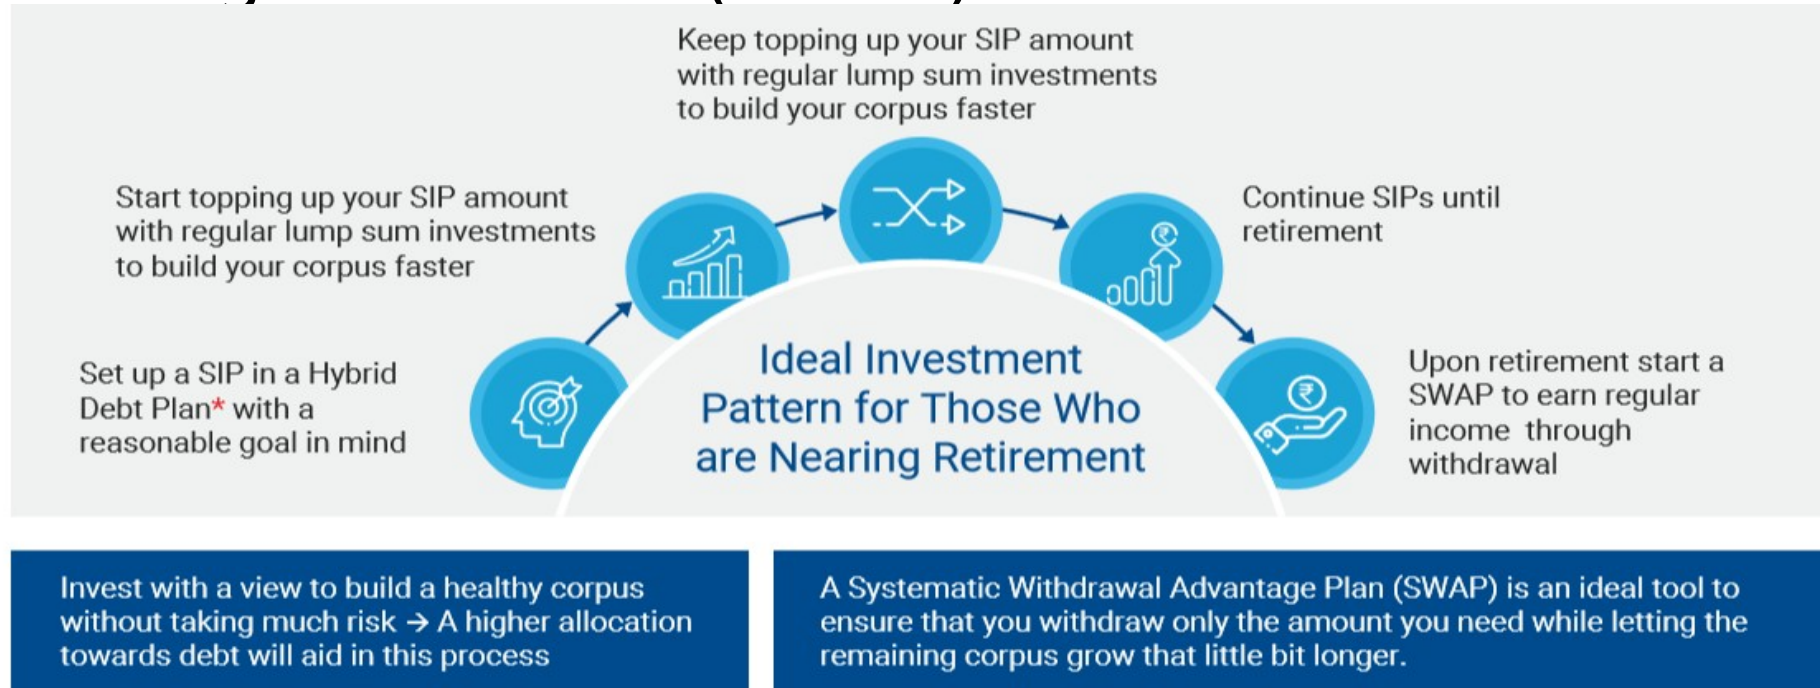 Keep topping up your SIP amount
with regular lump sum investments
to build your corpus faster
Start topping up your SIP amount
with regular lump sum investments
to build your corpus faster
Continue SIPs until
retirement
Set up a SIP in a Hybrid
Debt Plan* with a
reasonable goal in mind
Ideal Investment
Pattern for Those Who
are Nearing Retirement
Upon retirement start a
SWAP to earn regular
income through
withdrawal
Invest with a view to build a healthy corpus
without taking much risk → A higher allocation
towards debt will aid in this process
A Systematic Withdrawal Advantage Plan (SWAP) is an ideal tool to
ensure that you withdraw only the amount you need while letting the
remaining corpus grow that little bit longer.